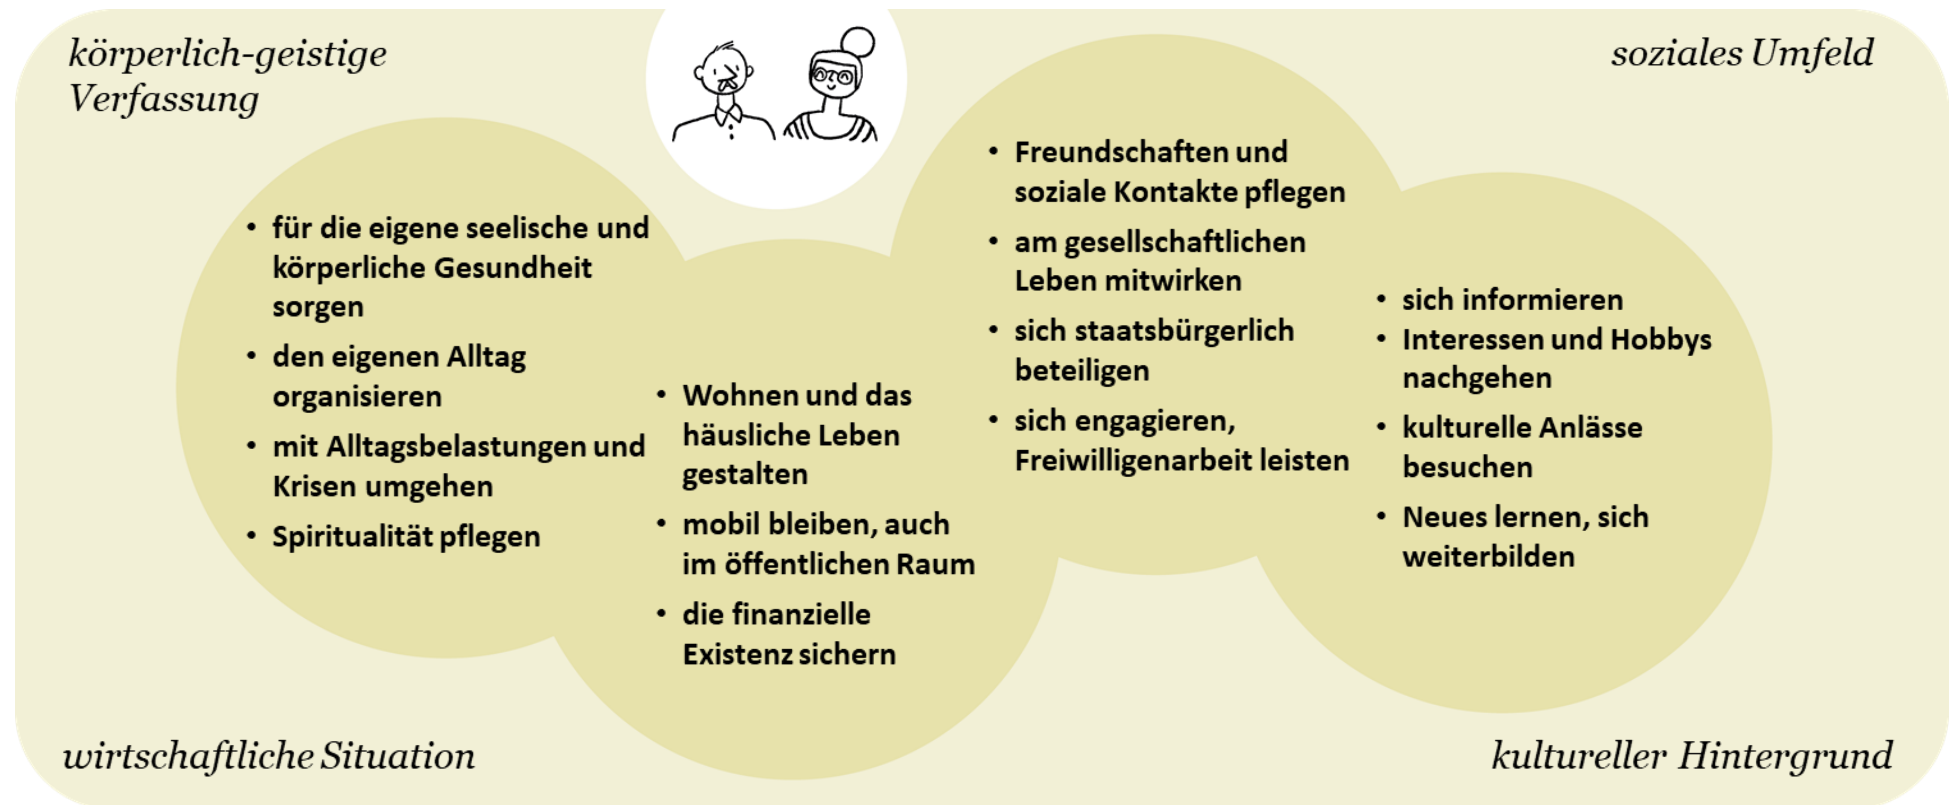 körperlich-geistige
Verfassung
soziales Umfeld
• für die eigene seelische und
körperliche Gesundheit
sorgen
• den eigenen Alltag
organisieren
• mit Alltagsbelastungen und
Krisen umgehen
• Spiritualität pflegen
• Wohnen und das
häusliche Leben
gestalten
• mobil bleiben, auch
im öffentlichen Raum
• die finanzielle
Existenz sichern
• Freundschaften und
soziale Kontakte pflegen
• am gesellschaftlichen
Leben mitwirken
• sich staatsbürgerlich
beteiligen
• sich engagieren,
Freiwilligenarbeit leisten
• sich informieren
• Interessen und Hobbys
nachgehen
• kulturelle Anlässe
besuchen
• Neues lernen, sich
weiterbilden
wirtschaftliche Situation
kultureller Hintergrund